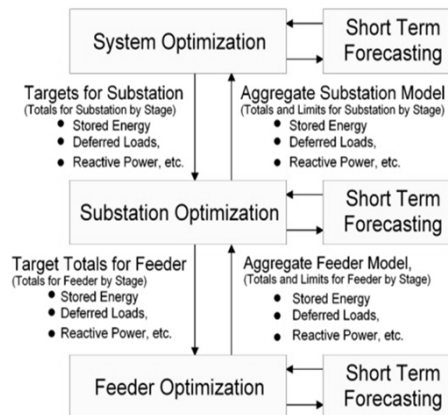 System Optimization
Short Term
Forecasting
Targets for Substation
(Totals for Substation by Stage)
● Stored Energy
● Deferred Loads,
● Reactive Power, etc.
Aggregate Substation Model
(Totals and Limits for Substation by Stage)
● Stored Energy
● Deferred Loads,
● Reactive Power, etc.
Substation Optimization
Short Term
Forecasting
Target Totals for Feeder
(Totals for Feeder by Stage)
● Stored Energy
● Deferred Loads,
● Reactive Power, etc.
Aggregate Feeder Model,
(Totals and Limits for Feeder by Stage)
● Stored Energy
● Deferred Loads,
● Reactive Power, etc.
Feeder Optimization
Short Term
Forecasting